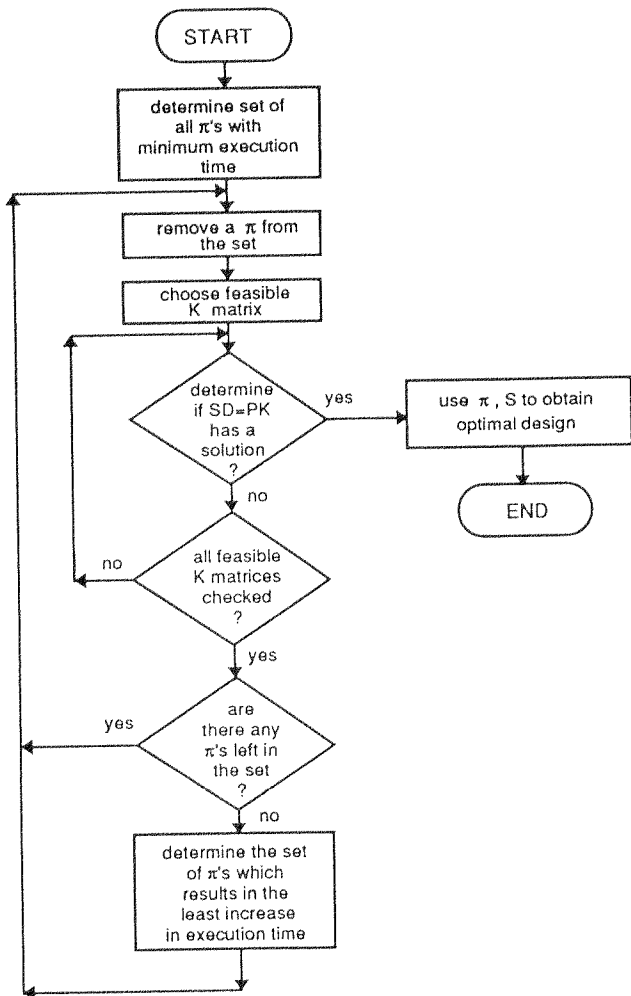 START
determine set of
all π's with
minimum execution
time
remove a π from
the set
choose feasible
K matrix
determine
if SD=PK
has a
solution
?
yes
use π , S to obtain
optimal design
no
END
all feasible
K matrices
checked
?
no
yes
are
there any
π's left in
the set
?
yes
no
determine the set
of π's which
results in the
least increase
in execution time